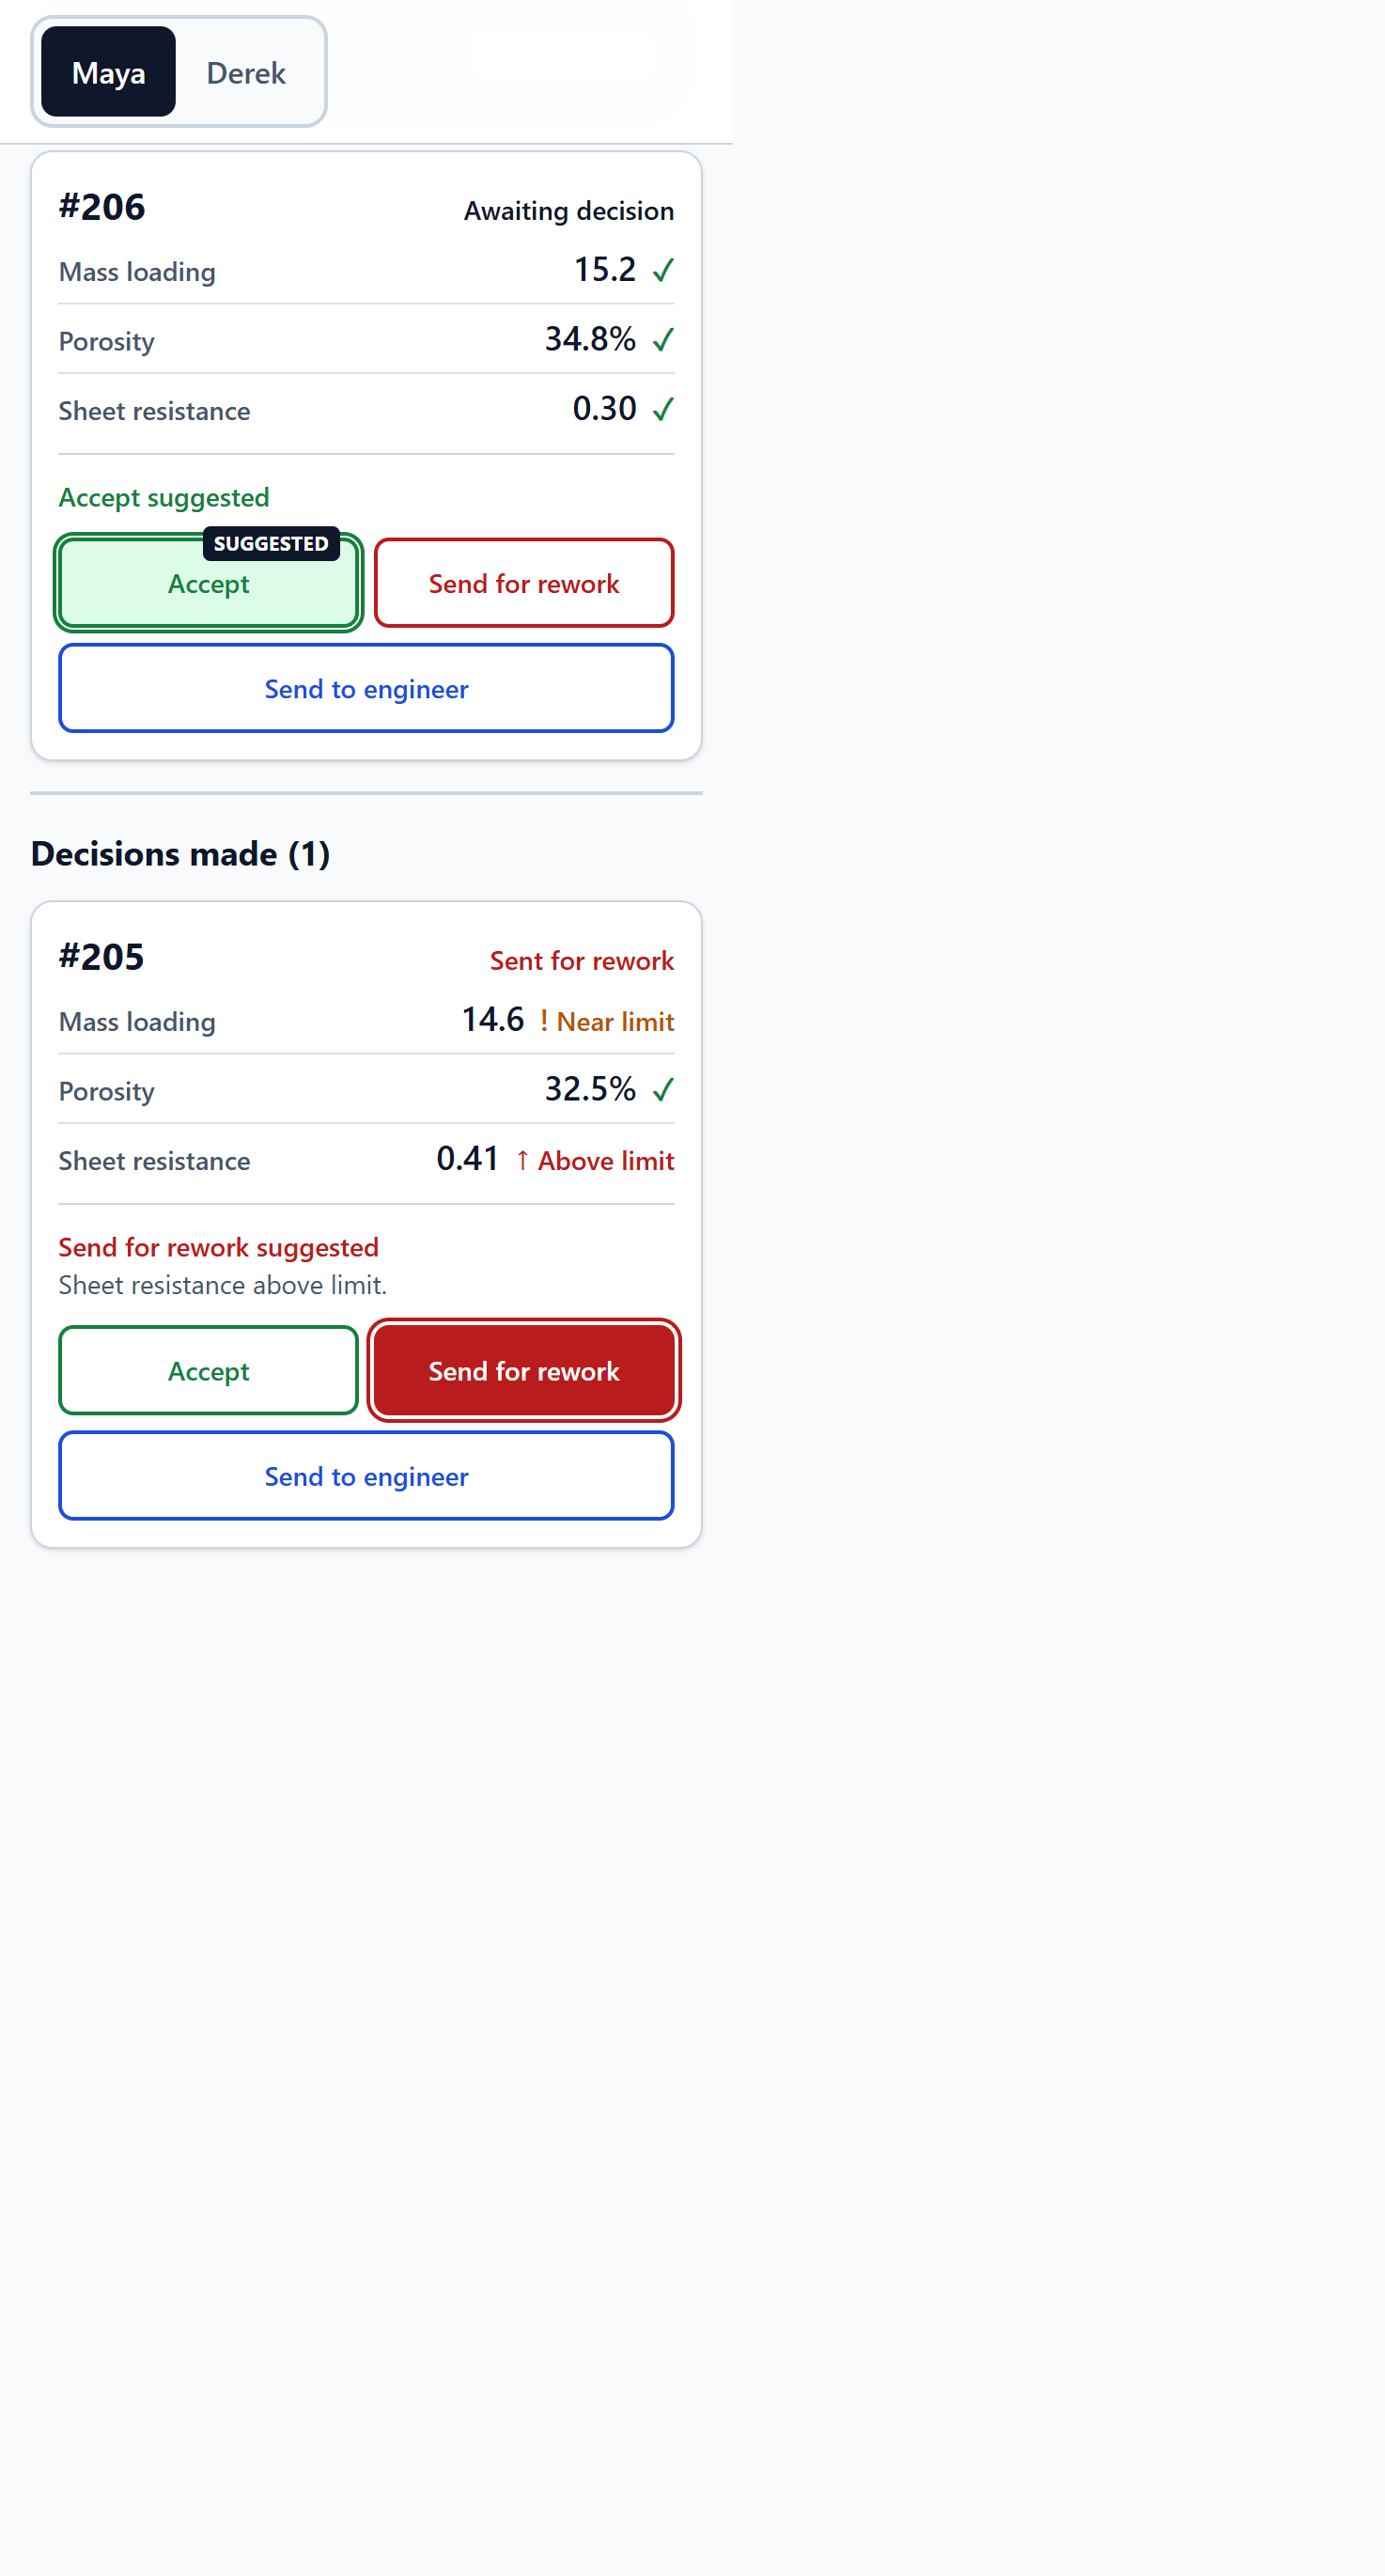 Maya Derek
#206 Awaiting decision
Mass loading 15.2 ✓
Porosity 34.8% ✓
Sheet resistance 0.30 ✓
Accept suggested
SUGGESTED
Accept Send for rework
Send to engineer
Decisions made (1)
#205 Sent for rework
Mass loading 14.6 ! Near limit
Porosity 32.5% ✓
Sheet resistance 0.41 ↑ Above limit
Send for rework suggested
Sheet resistance above limit.
Accept Send for rework
Send to engineer